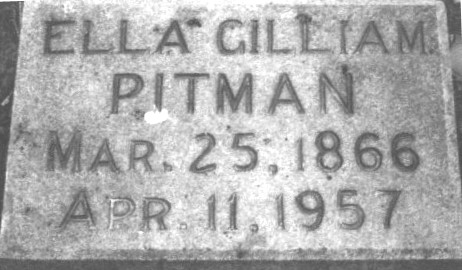 ELLA GILLIAM
PITMAN
MAR. 25, 1866
APR. 11, 1957